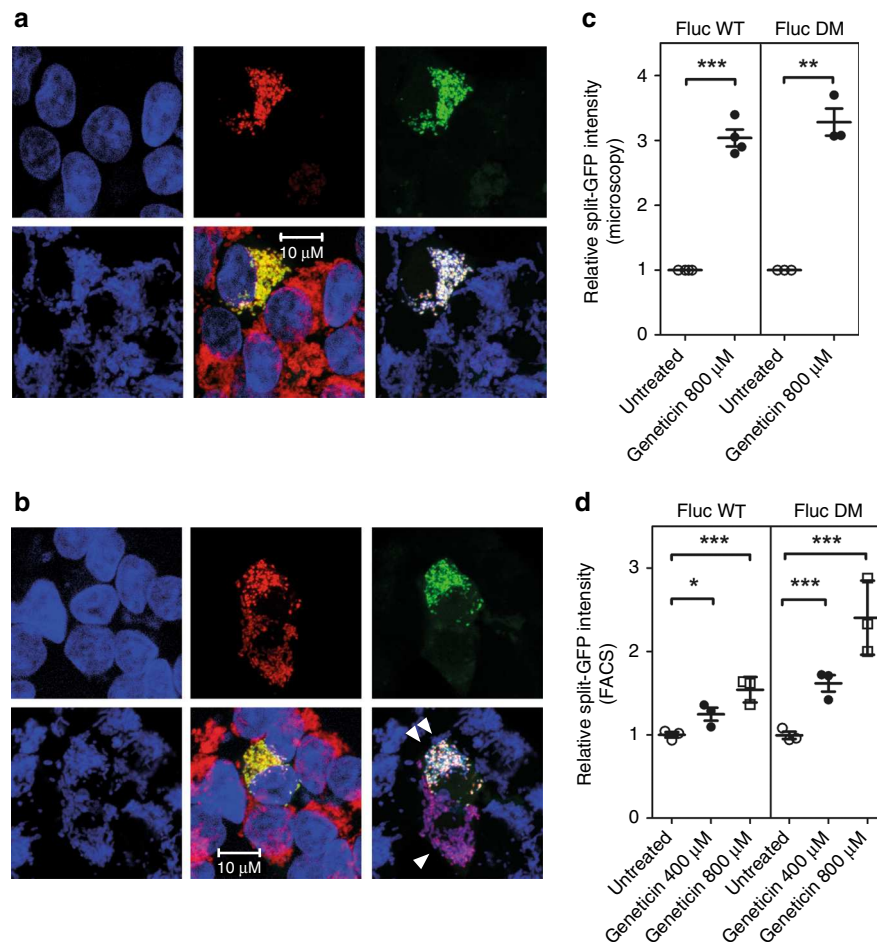 a
10 μM
b
10 μM
c
Fluc WT
Fluc DM
***
**
Relative split-GFP intensity
(microscopy)
4
3
2
1
0
Untreated
Geneticin 800 μM
Untreated
Geneticin 800 μM
d
Fluc WT
Fluc DM
***
***
*
***
Relative split-GFP intensity
(FACS)
3
2
1
0
Untreated
Geneticin 400 μM
Geneticin 800 μM
Untreated
Geneticin 400 μM
Geneticin 800 μM